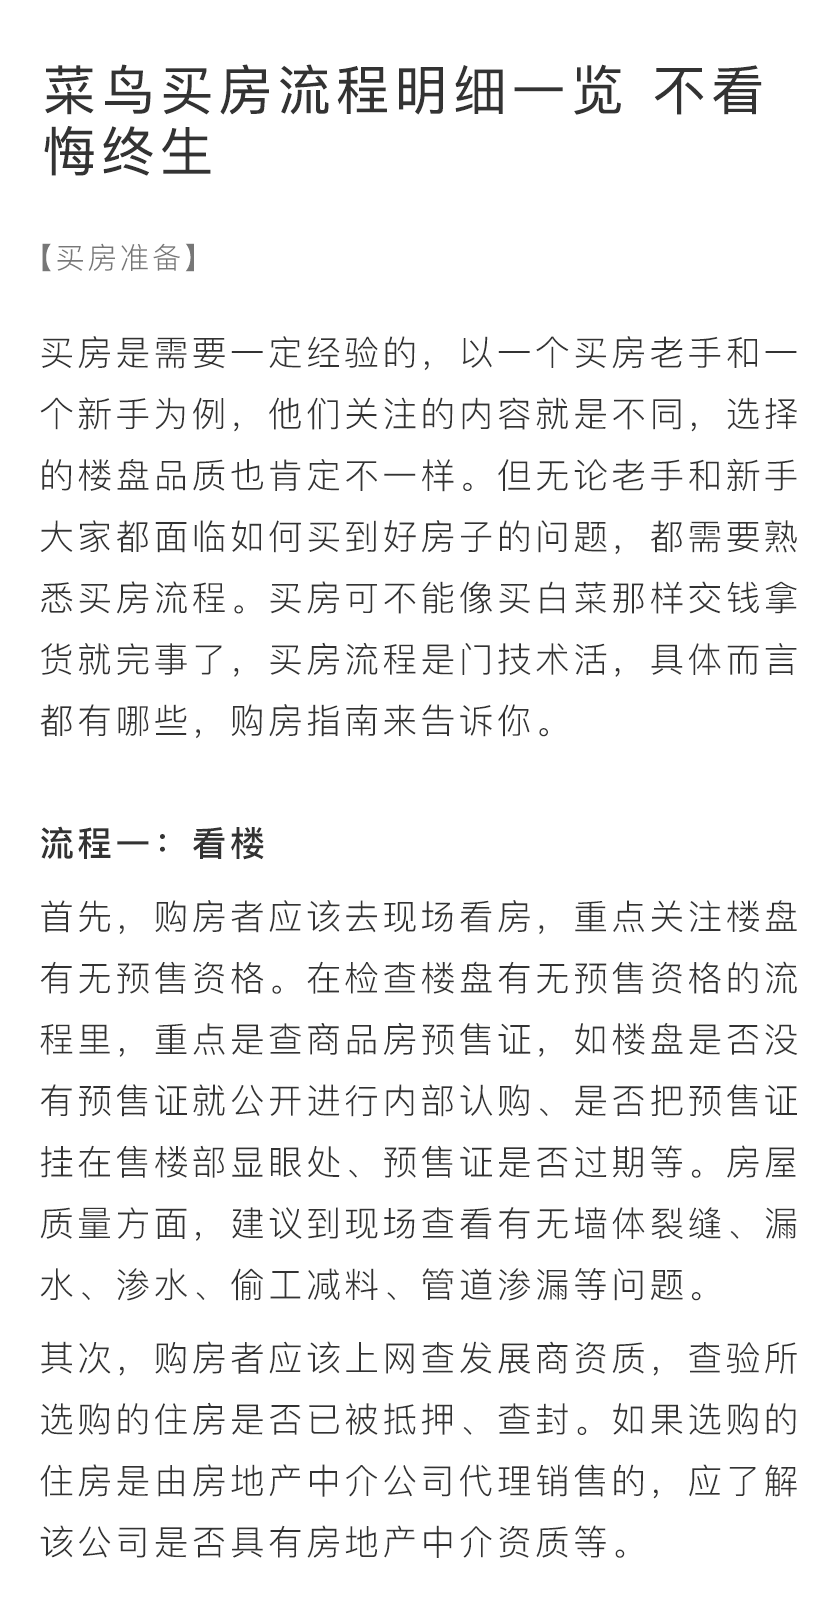 菜鸟买房流程明细一览 不看
悔终生
【买房准备】
买房是需要一定经验的，以一个买房老手和一
个新手为例，他们关注的内容就是不同，选择
的楼盘品质也肯定不一样。但无论老手和新手
大家都面临如何买到好房子的问题，都需要熟
悉买房流程。买房可不能像买白菜那样交钱拿
货就完事了，买房流程是门技术活，具体而言
都有哪些，购房指南来告诉你。
流程一：看楼
首先，购房者应该去现场看房，重点关注楼盘
有无预售资格。在检查楼盘有无预售资格的流
程里，重点是查商品房预售证，如楼盘是否没
有预售证就公开进行内部认购、是否把预售证
挂在售楼部显眼处、预售证是否过期等。房屋
质量方面，建议到现场查看有无墙体裂缝、漏
水、渗水、偷工减料、管道渗漏等问题。
其次，购房者应该上网查发展商资质，查验所
选购的住房是否已被抵押、查封。如果选购的
住房是由房地产中介公司代理销售的，应了解
该公司是否具有房地产中介资质等。